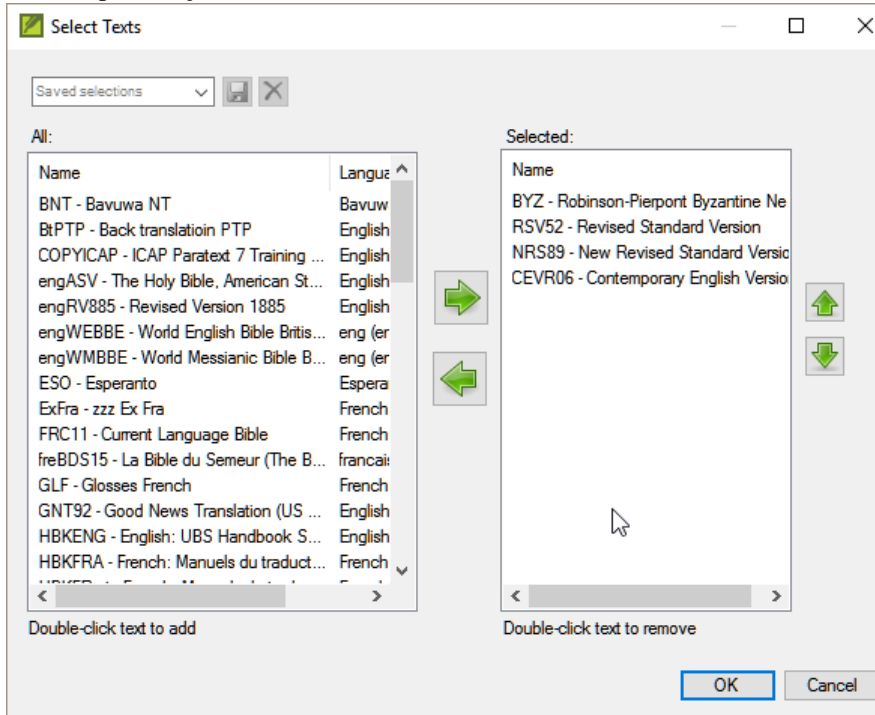 Select Texts
Saved selections
All:
Name Langua
BNT - Bavuwa NT Bavuw
BtPTP - Back translatioin PTP English
COPYICAP - ICAP Paratext 7 Training ... English
engASV - The Holy Bible, American St... English
engRV885 - Revised Version 1885 English
engWEBBE - World English Bible Britis... eng (er
engWMBBE - World Messianic Bible B... eng (er
ESO - Esperanto Espera
ExFra - zzz Ex Fra French
FRC11 - Current Language Bible French
freBDS15 - La Bible du Semeur (The B... francai
GLF - Glosses French French
GNT92 - Good News Translation (US ... English
HBKENG - English: UBS Handbook S... English
HBKFRA - French: Manuels du traduct... French
Double-click text to add
Selected:
Name
BYZ - Robinson-Pierpont Byzantine Ne
RSV52 - Revised Standard Version
NRS89 - New Revised Standard Versic
CEVR06 - Contemporary English Versio
Double-click text to remove
OK Cancel